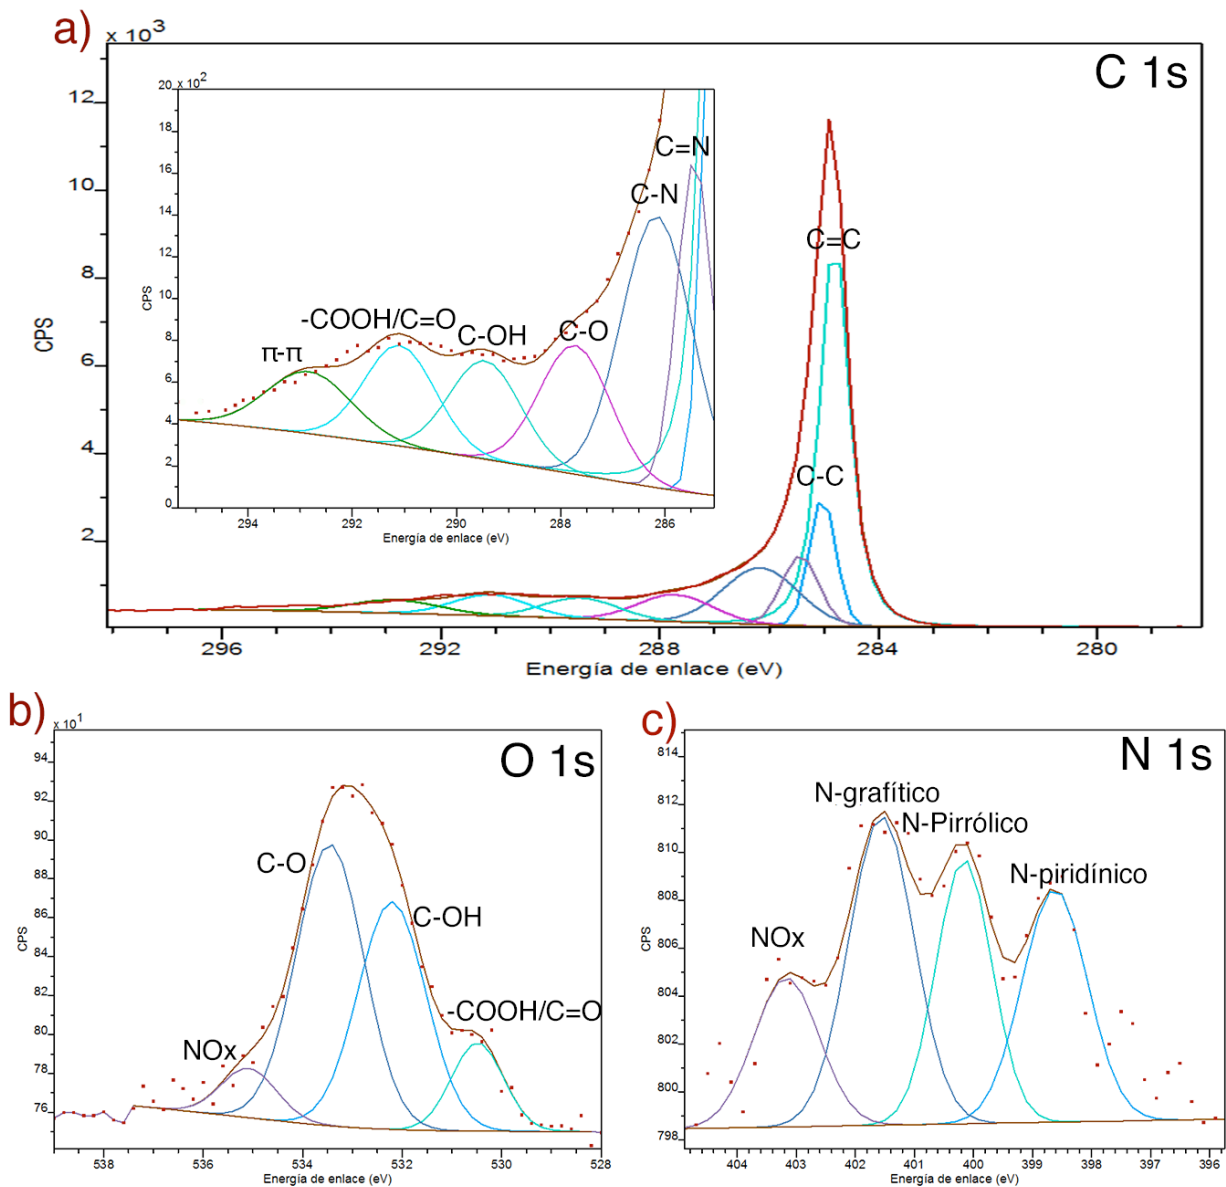 a)
x 10³
C 1s
12
10
8
6
4
2
CPS
20 x 10²
18
16
14
12
10
8
6
4
2
0
CPS
C=N
C-N
-COOH/C=O
C-OH
C-O
π-π
294
292
290
288
286
Energía de enlace (eV)
C=C
C-C
296
292
288
284
280
Energía de enlace (eV)
b)
x 10¹
O 1s
94
92
90
88
86
84
82
80
78
76
CPS
C-O
C-OH
-COOH/C=O
NOx
538
536
534
532
530
528
Energía de enlace (eV)
c)
N 1s
814
812
810
808
806
804
802
800
798
CPS
N-grafítico
N-Pirrólico
N-piridínico
NOx
404
403
402
401
400
399
398
397
396
Energía de enlace (eV)